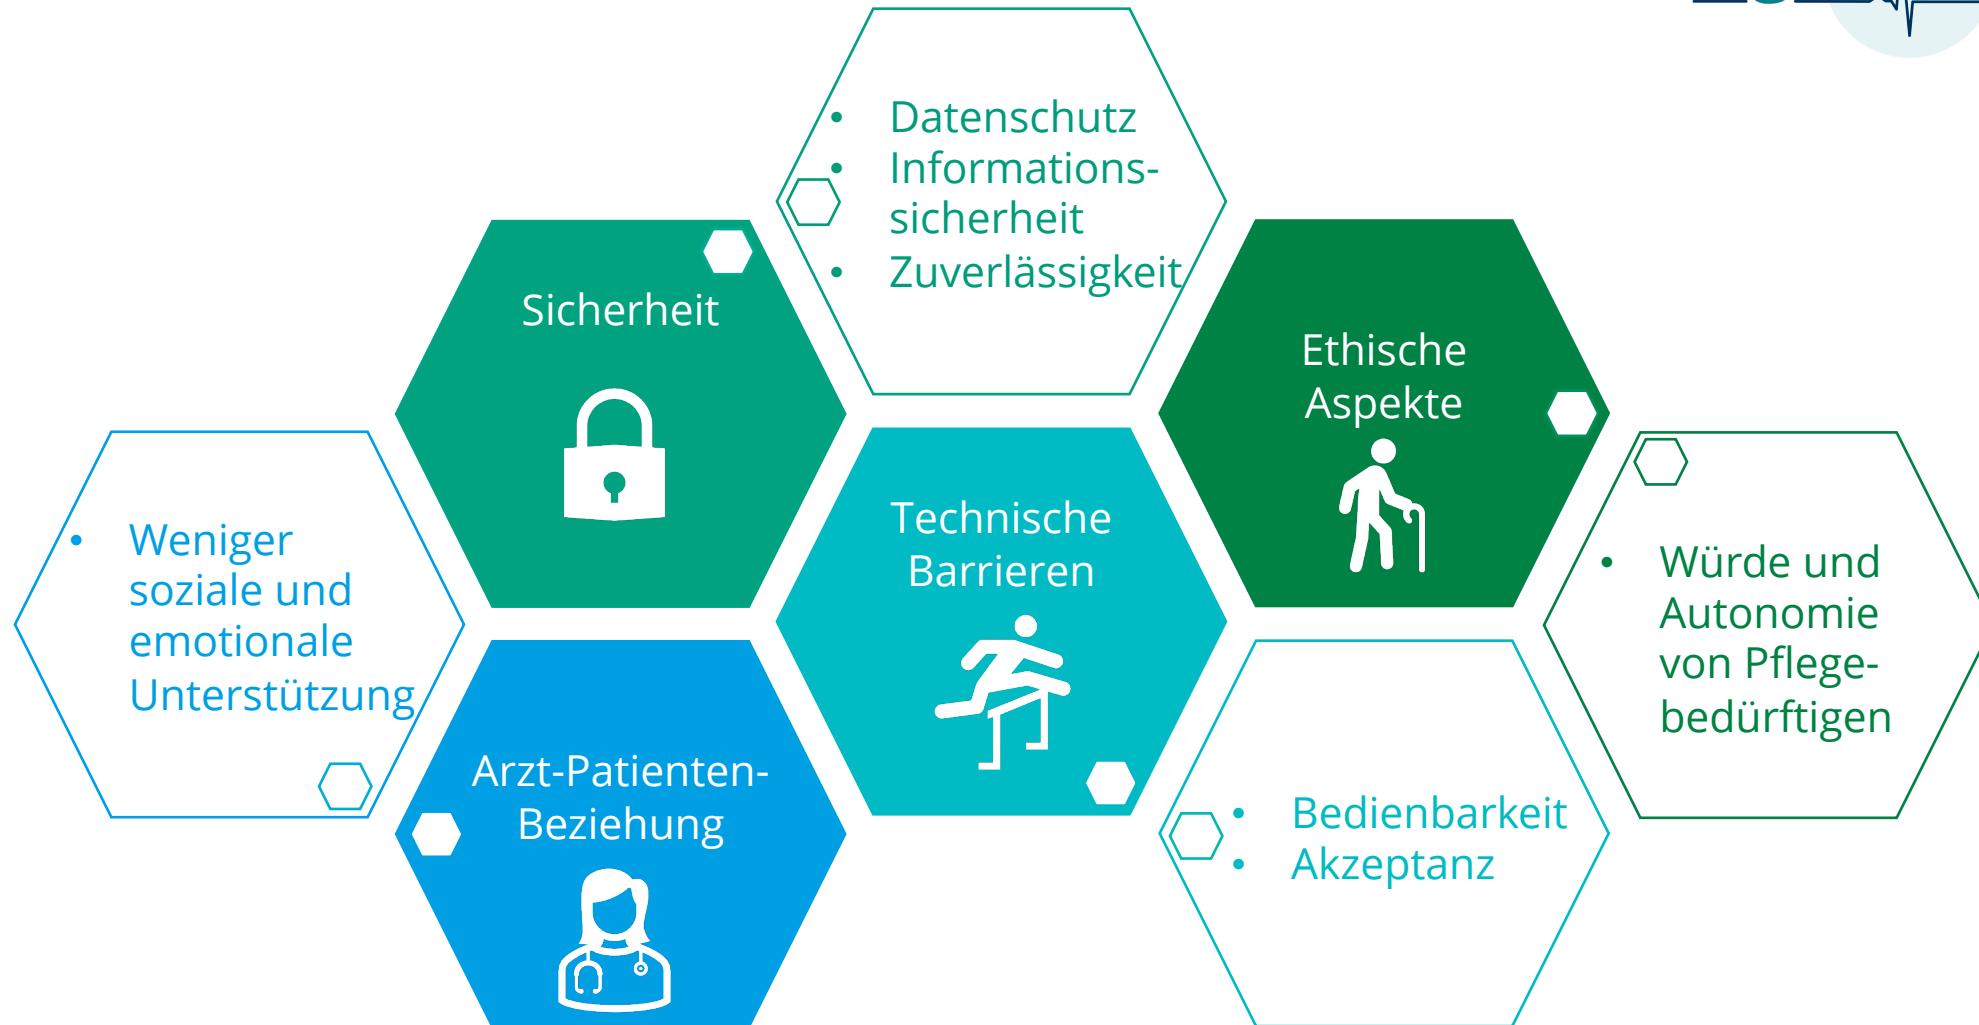 Datenschutz
Informations-
sicherheit
Zuverlässigkeit
Sicherheit
Ethische
Aspekte
Weniger
soziale und
emotionale
Unterstützung
Technische
Barrieren
Würde und
Autonomie
von Pflege-
bedürftigen
Arzt-Patienten-
Beziehung
Bedienbarkeit
Akzeptanz